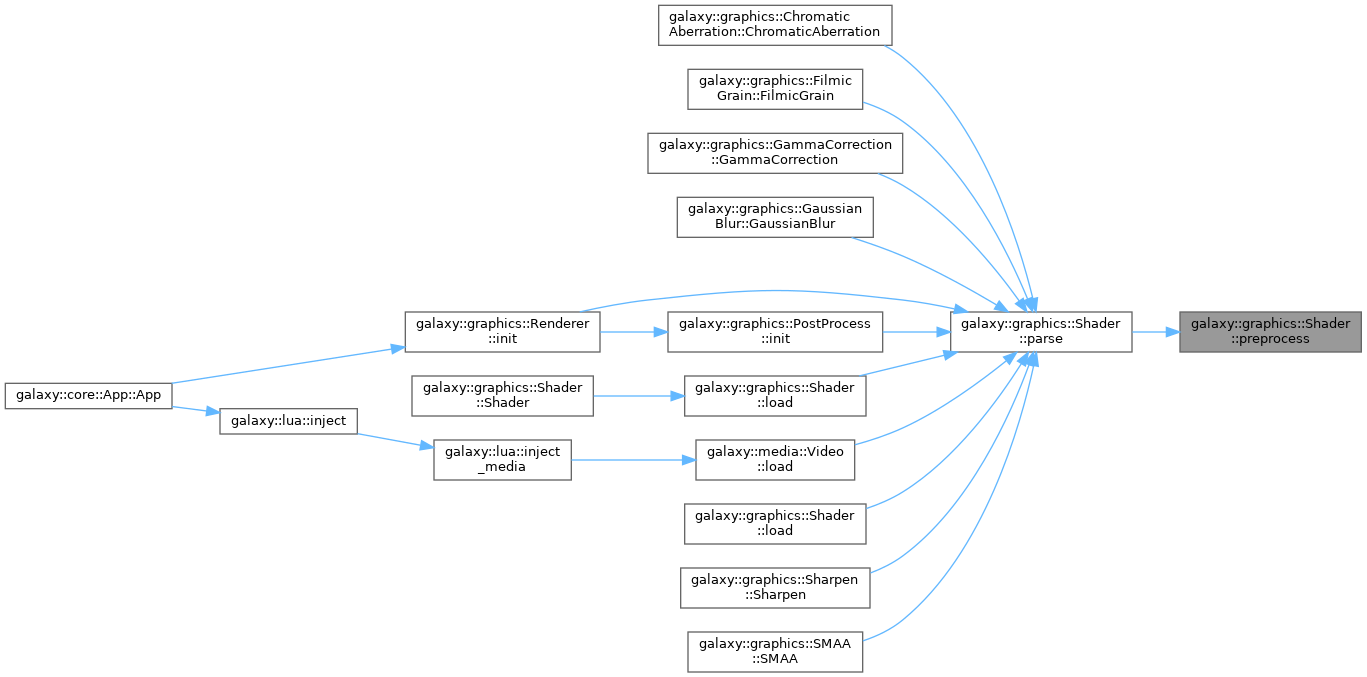 galaxy::graphics::Chromatic
Aberration::ChromaticAberration
galaxy::graphics::Filmic
Grain::FilmicGrain
galaxy::graphics::GammaCorrection
::GammaCorrection
galaxy::graphics::Gaussian
Blur::GaussianBlur
galaxy::graphics::Renderer
::init
galaxy::graphics::PostProcess
::init
galaxy::graphics::Shader
::parse
galaxy::graphics::Shader
::preprocess
galaxy::core::App::App
galaxy::graphics::Shader
::Shader
galaxy::graphics::Shader
::load
galaxy::lua::inject
galaxy::lua::inject
_media
galaxy::media::Video
::load
galaxy::graphics::Shader
::load
galaxy::graphics::Sharpen
::Sharpen
galaxy::graphics::SMAA
::SMAA